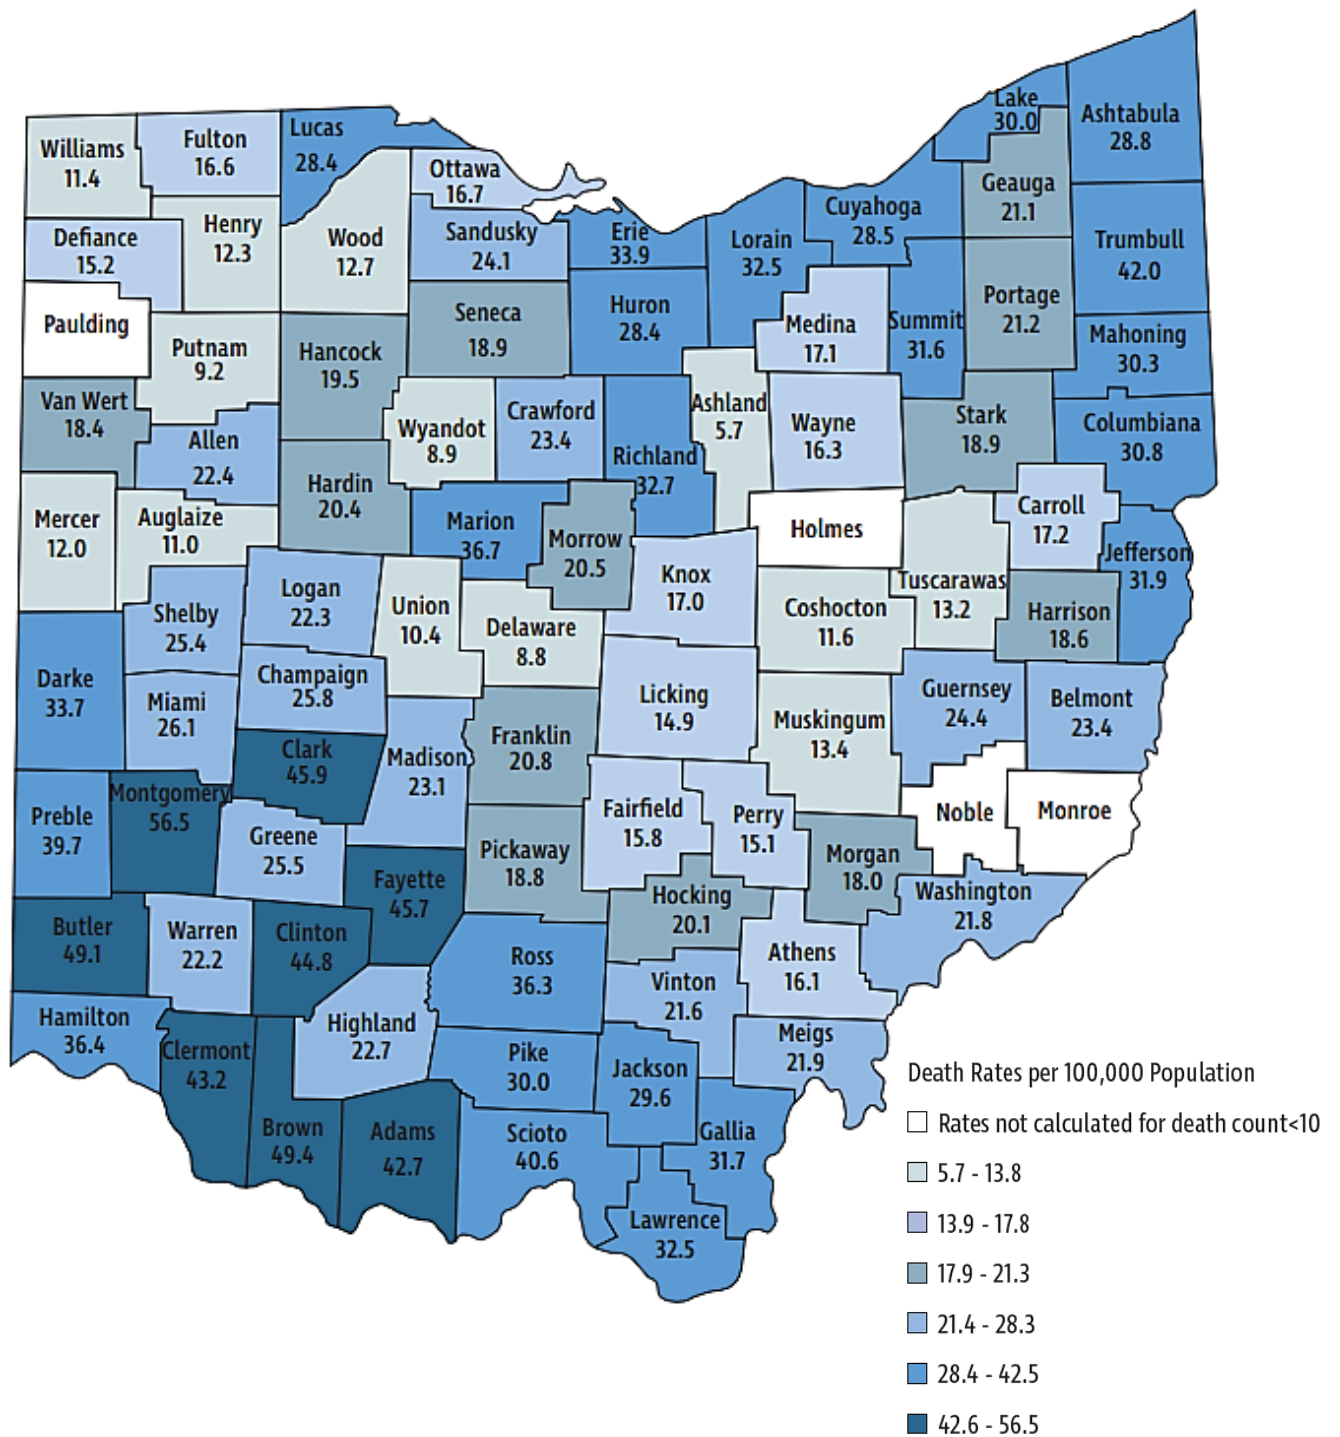 Lake
30.0
Ashtabula
28.8
Lucas
28.4
Fulton
16.6
Williams
11.4
Ottawa
16.7
Geauga
21.1
Cuyahoga
28.5
Henry
12.3
Defiance
15.2
Wood
12.7
Sandusky
24.1
Erie
33.9
Lorain
32.5
Trumbull
42.0
Paulding
Seneca
18.9
Huron
28.4
Medina
17.1
Summit
31.6
Portage
21.2
Mahoning
30.3
Putnam
9.2
Hancock
19.5
Van Wert
18.4
Allen
22.4
Wyandot
8.9
Crawford
23.4
Richland
32.7
Ashland
5.7
Wayne
16.3
Stark
18.9
Columbiana
30.8
Hardin
20.4
Mercer
12.0
Auglaize
11.0
Marion
36.7
Morrow
20.5
Holmes
Carroll
17.2
Jefferson
31.9
Knox
17.0
Tuscarawas
13.2
Logan
22.3
Shelby
25.4
Union
10.4
Delaware
8.8
Coshocton
11.6
Harrison
18.6
Darke
33.7
Miami
26.1
Champaign
25.8
Licking
14.9
Muskingum
13.4
Guernsey
24.4
Belmont
23.4
Clark
45.9
Madison
23.1
Franklin
20.8
Montgomery
56.5
Preble
39.7
Greene
25.5
Fairfield
15.8
Perry
15.1
Noble
Monroe
Pickaway
18.8
Morgan
18.0
Fayette
45.7
Hocking
20.1
Washington
21.8
Butler
49.1
Warren
22.2
Clinton
44.8
Ross
36.3
Athens
16.1
Vinton
21.6
Hamilton
36.4
Highland
22.7
Meigs
21.9
Clermont
43.2
Pike
30.0
Jackson
29.6
Brown
49.4
Adams
42.7
Scioto
40.6
Gallia
31.7
Lawrence
32.5
Death Rates per 100,000 Population
Rates not calculated for death count<10
5.7 - 13.8
13.9 - 17.8
17.9 - 21.3
21.4 - 28.3
28.4 - 42.5
42.6 - 56.5